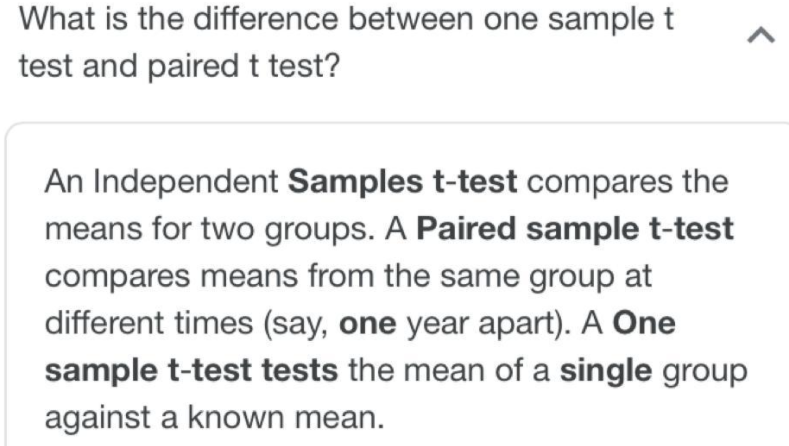 What is the difference between one sample t
test and paired t test?
An Independent Samples t-test compares the
means for two groups. A Paired sample t-test
compares means from the same group at
different times (say, one year apart). A One
sample t-test tests the mean of a single group
against a known mean.